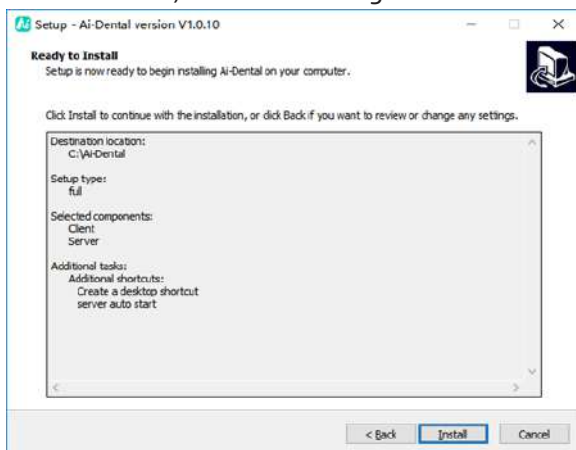 Setup - Ai-Dental version V1.0.10
Ready to Install
Setup is now ready to begin installing Ai-Dental on your computer.
Click Install to continue with the installation, or click Back if you want to review or change any settings.
Destination location:
C:\Ai-Dental
Setup type:
full
Selected components:
Client
Server
Additional tasks:
Additional shortcuts:
Create a desktop shortcut
server auto start
< Back
Install
Cancel